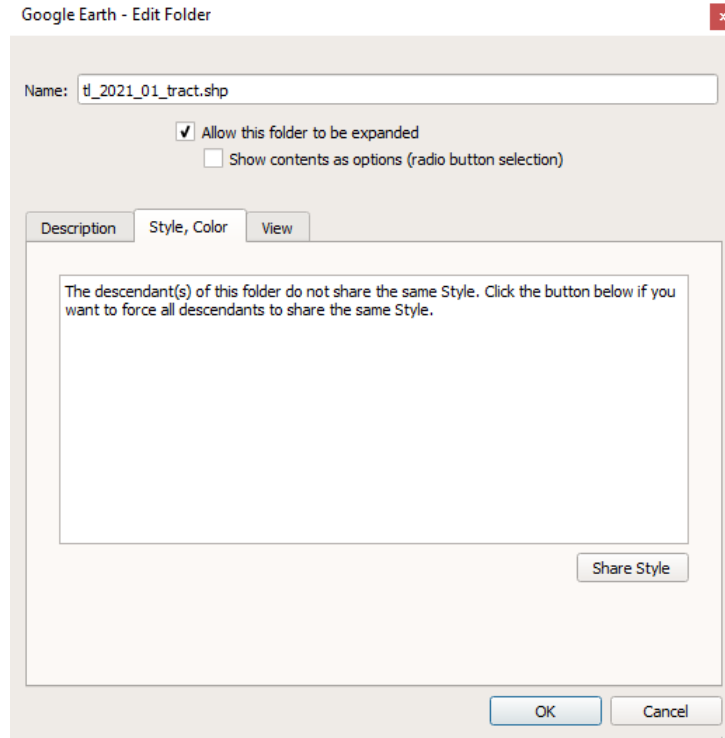 Google Earth - Edit Folder
x
Name: tl_2021_01_tract.shp
Allow this folder to be expanded
Show contents as options (radio button selection)
Description Style, Color View
The descendant(s) of this folder do not share the same Style. Click the button below if you
want to force all descendants to share the same Style.
Share Style
OK Cancel